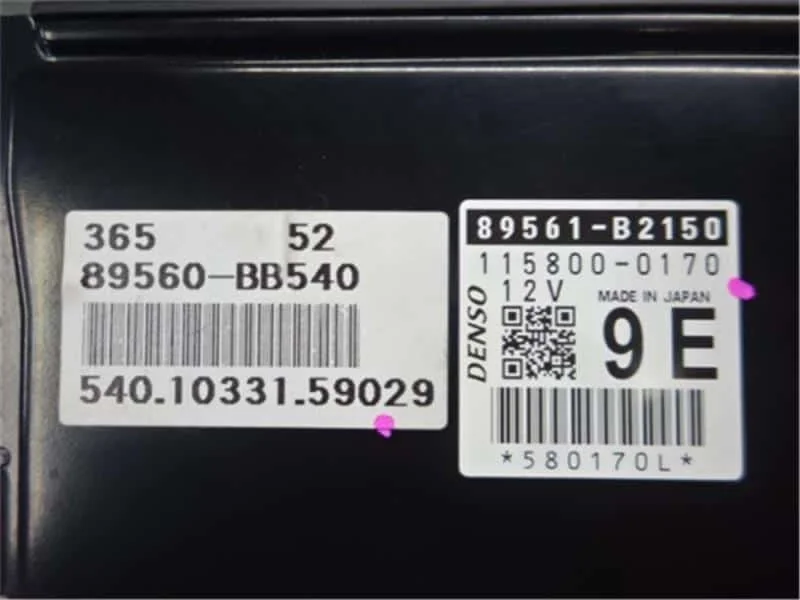 365 52
89560-BB540
540.10331.59029
89561-B2150
115800-0170
12V MADE IN JAPAN
DENSO
9E
*580170L*